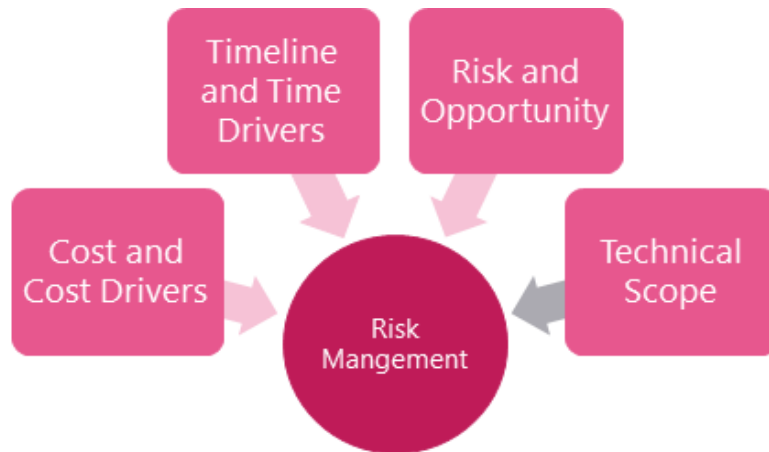 Timeline
and Time
Drivers
Risk and
Opportunity
Cost and
Cost Drivers
Technical
Scope
Risk
Mangement